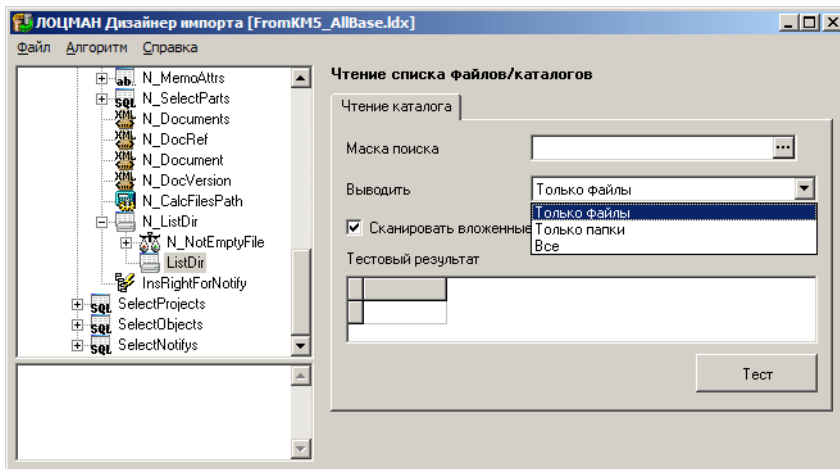 ЛОЦМАН Дизайнер импорта [FromKM5_AllBase.ldx]
Файл Алгоритм Справка
N_MemoAttrs
N_SelectParts
N_Documents
N_DocRef
N_Document
N_DocVersion
N_CalcFilesPath
N_ListDir
N_NotEmptyFile
ListDir
InsRightForNotify
SelectProjects
SelectObjects
SelectNotifys
Чтение списка файлов/каталогов
Чтение каталога
Маска поиска
...
Выводить
Только файлы
Только файлы
Только папки
Все
Сканировать вложенные
Тестовый результат
Тест